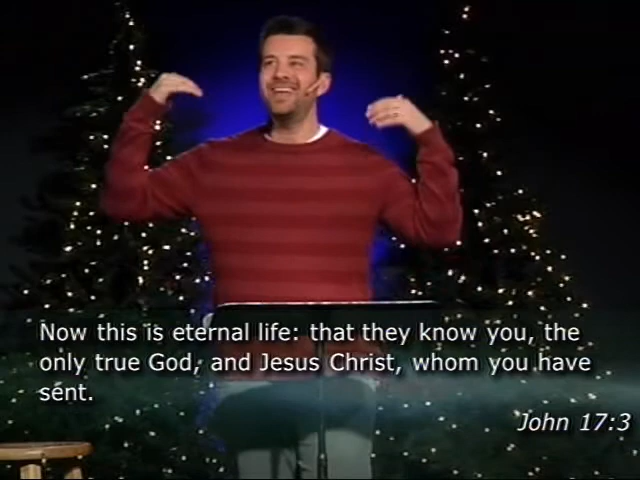 Now this is eternal life: that they know you, the
only true God, and Jesus Christ, whom you have
sent.
John 17:3